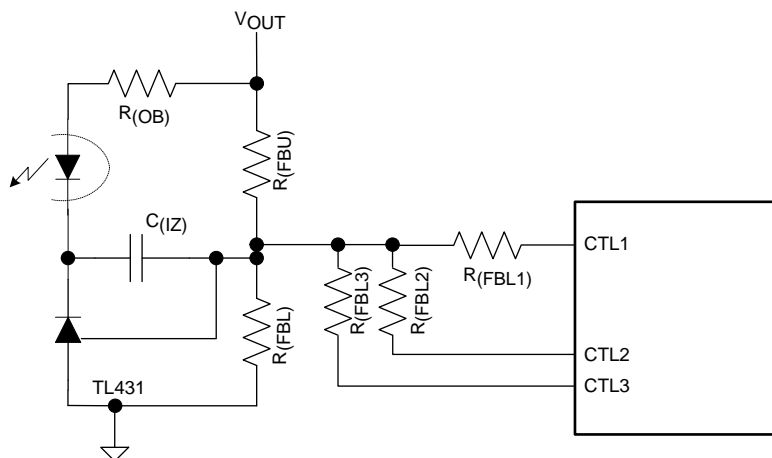 VOUT
R(OB)
R(FBU)
C(IZ)
R(FBL1)
CTL1
R(FBL)
R(FBL3)
R(FBL2)
CTL2
CTL3
TL431